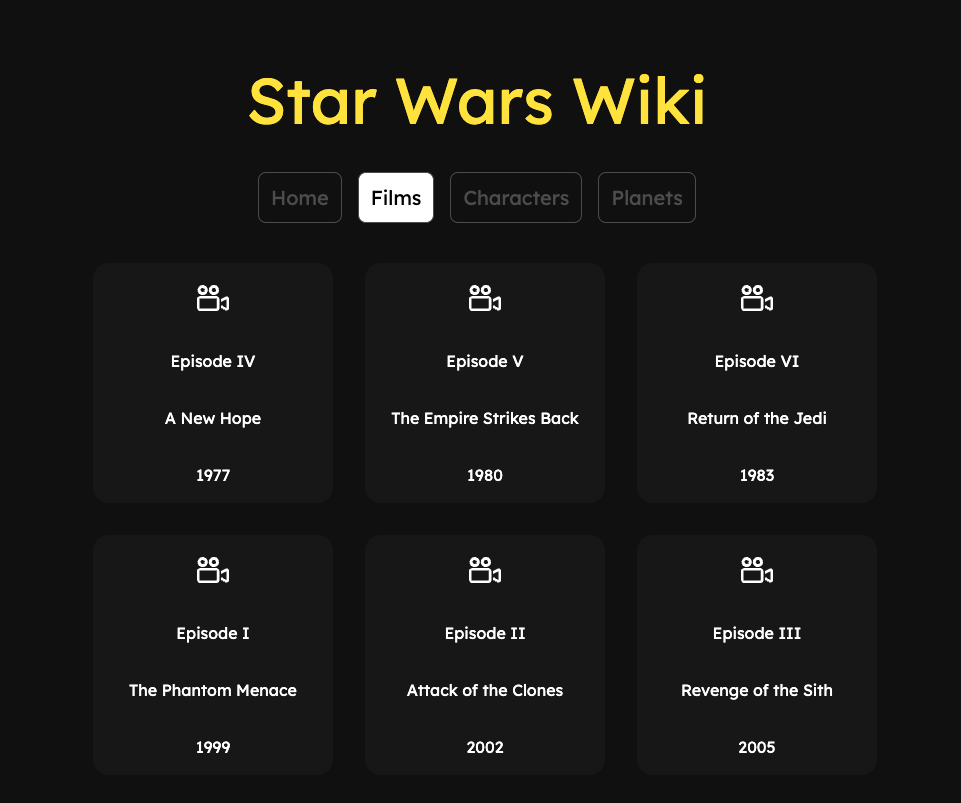 Star Wars Wiki
Home Films Characters Planets
Episode IV
A New Hope
1977
Episode V
The Empire Strikes Back
1980
Episode VI
Return of the Jedi
1983
Episode I
The Phantom Menace
1999
Episode II
Attack of the Clones
2002
Episode III
Revenge of the Sith
2005